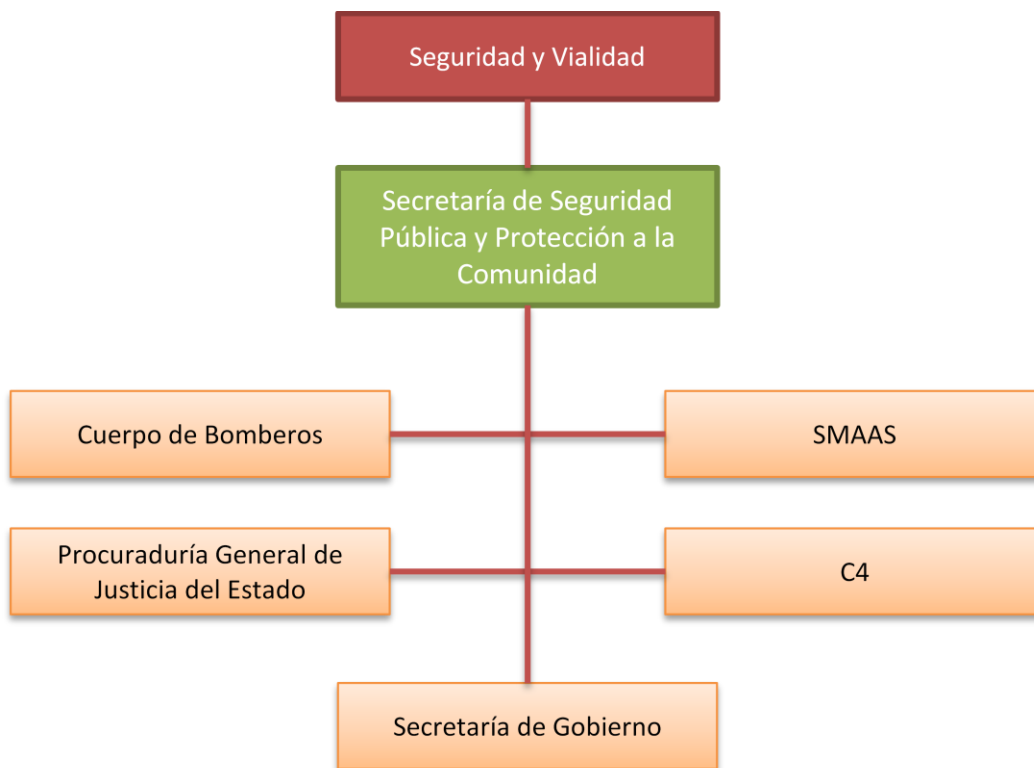 Seguridad y Vialidad
Secretaría de Seguridad
Pública y Protección a la
Comunidad
Cuerpo de Bomberos
SMAAS
Procuraduría General de
Justicia del Estado
C4
Secretaría de Gobierno